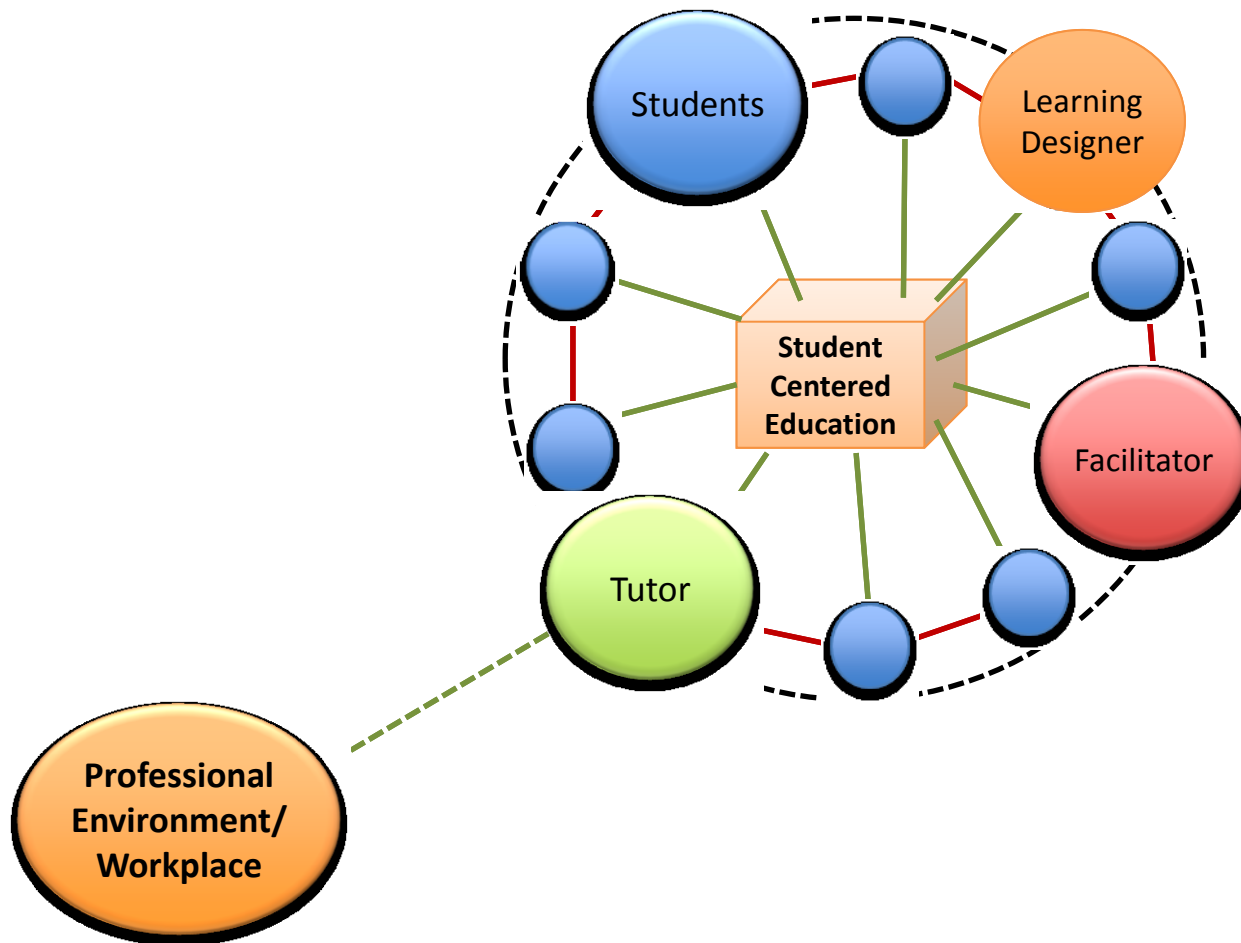 Students
Learning
Designer
Student
Centered
Education
Facilitator
Tutor
Professional
Environment/
Workplace